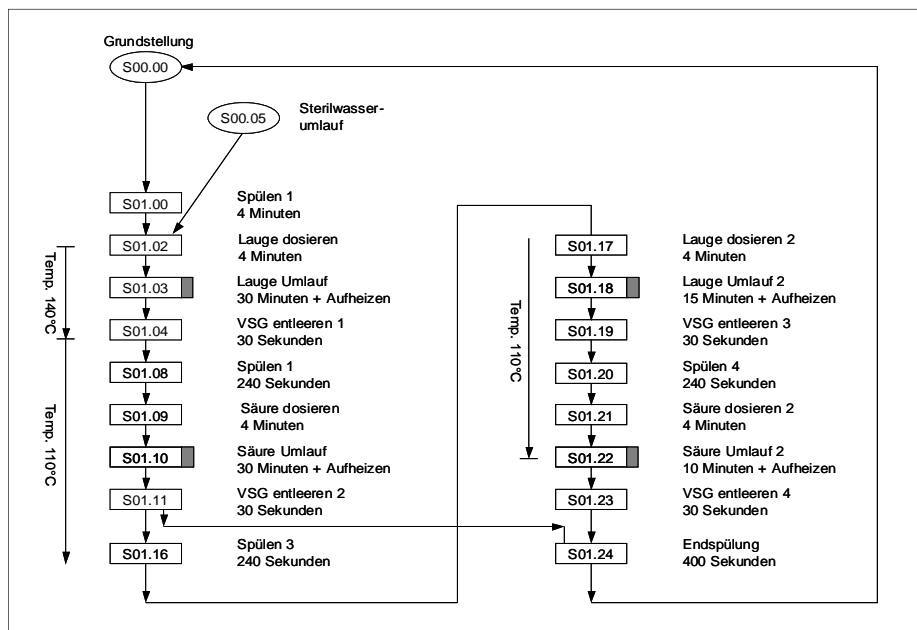 Grundstellung
S00.00
S00.05
Sterilwasser-
umlauf
S01.00
Spülen 1
4 Minuten
S01.02
Lauge dosieren
4 Minuten
S01.03
Lauge Umlauf
30 Minuten + Aufheizen
S01.04
VSG entleeren 1
30 Sekunden
S01.08
Spülen 1
240 Sekunden
S01.09
Säure dosieren
4 Minuten
S01.10
Säure Umlauf
30 Minuten + Aufheizen
S01.11
VSG entleeren 2
30 Sekunden
S01.16
Spülen 3
240 Sekunden
Temp. 140°C
Temp. 110°C
S01.17
Lauge dosieren 2
4 Minuten
S01.18
Lauge Umlauf 2
15 Minuten + Aufheizen
S01.19
VSG entleeren 3
30 Sekunden
S01.20
Spülen 4
240 Sekunden
S01.21
Säure dosieren 2
4 Minuten
S01.22
Säure Umlauf 2
10 Minuten + Aufheizen
S01.23
VSG entleeren 4
30 Sekunden
S01.24
Endspülung
400 Sekunden
Temp. 110°C